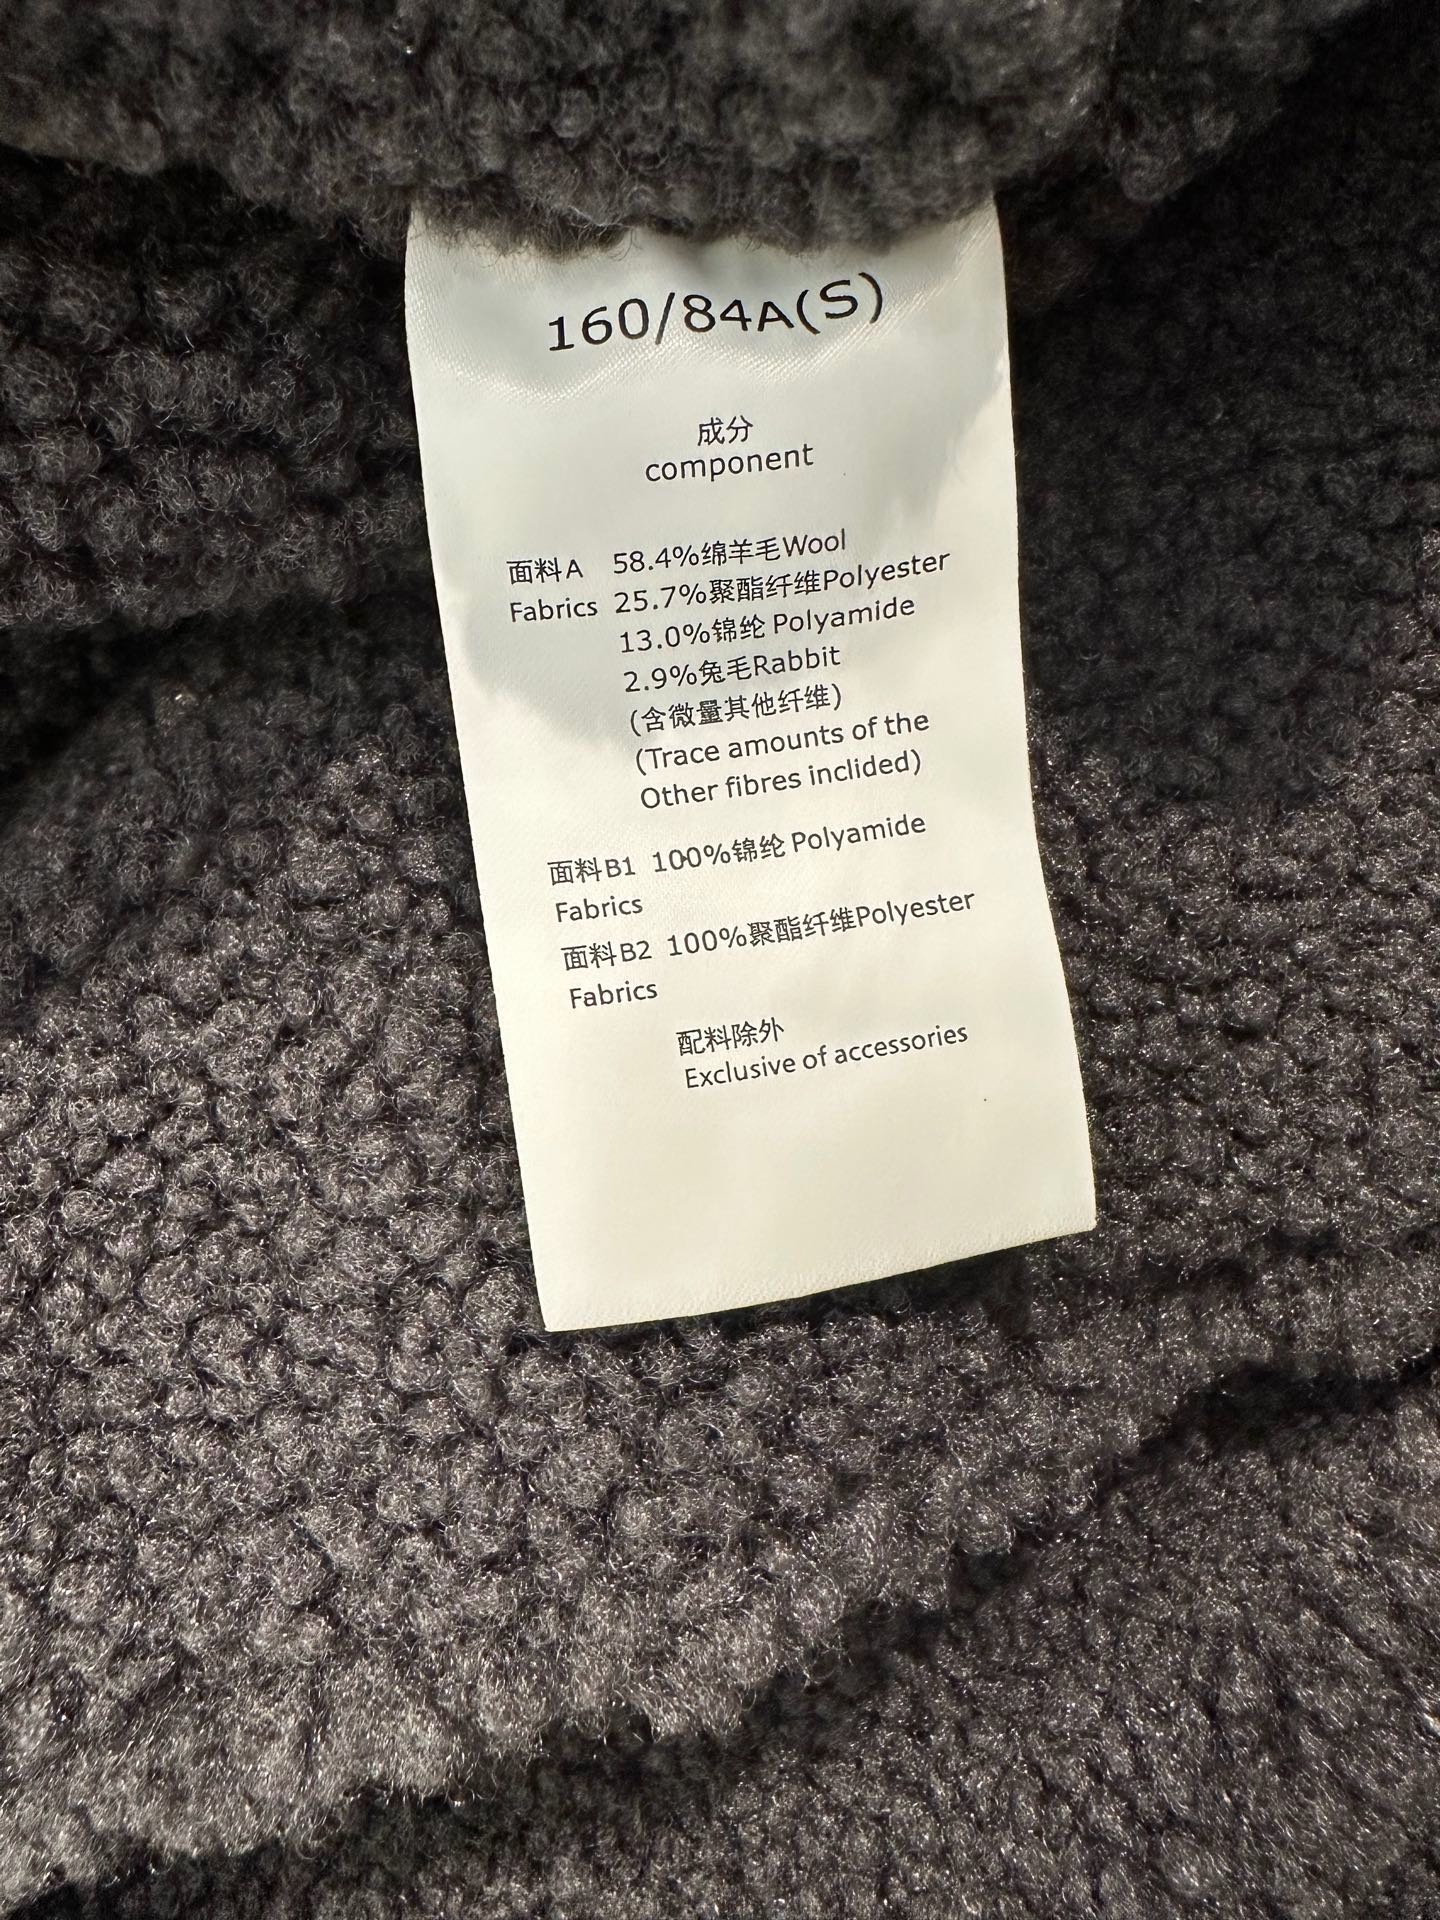 160/84A(S)
成分
component
面料A 58.4%绵羊毛Wool
Fabrics 25.7%聚酯纤维Polyester
13.0%锦纶 Polyamide
2.9%兔毛Rabbit
(含微量其他纤维)
(Trace amounts of the
Other fibres inclided)
面料B1 100%锦纶 Polyamide
Fabrics
面料B2 100%聚酯纤维Polyester
Fabrics
配料除外
Exclusive of accessories